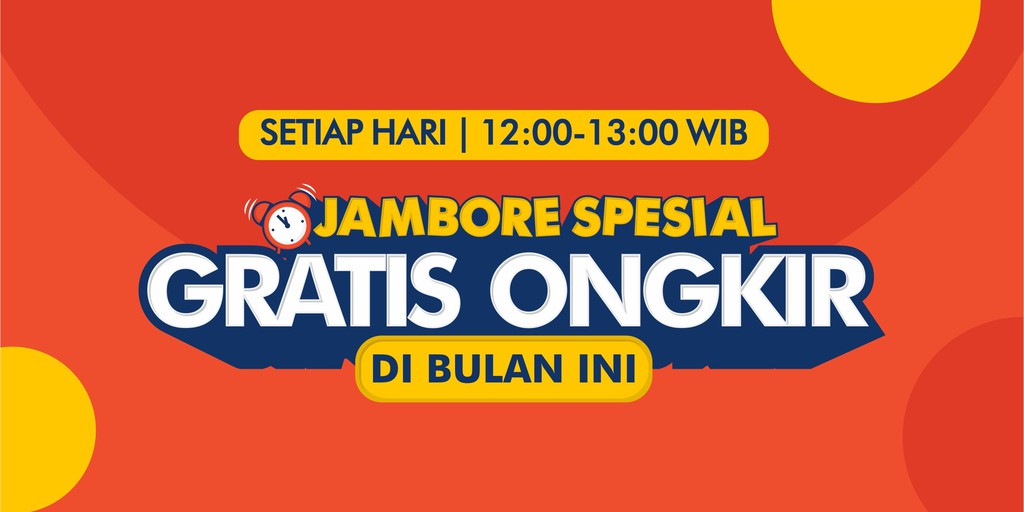 SETIAP HARI | 12:00-13:00 WIB
JAMBORE SPESIAL
GRATIS ONGKIR
DI BULAN INI